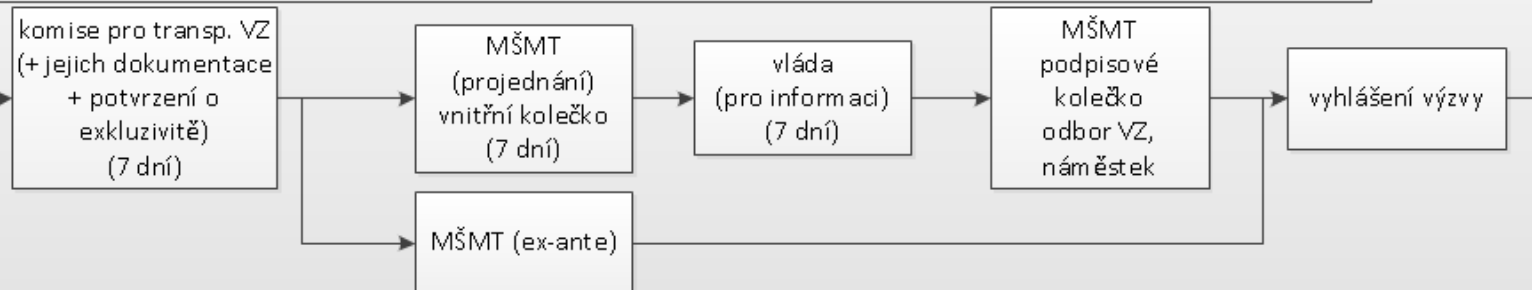 komise pro transp. VZ
(+ jejich dokumentace
+ potvrzení o
exkluzivitě)
(7 dní)
MŠMT
(projednání)
vnitřní kolečko
(7 dní)
vláda
(pro informaci)
(7 dní)
MŠMT
podpisové
kolečko
odbor VZ,
náměstek
vyhlášení výzvy
MŠMT (ex-ante)